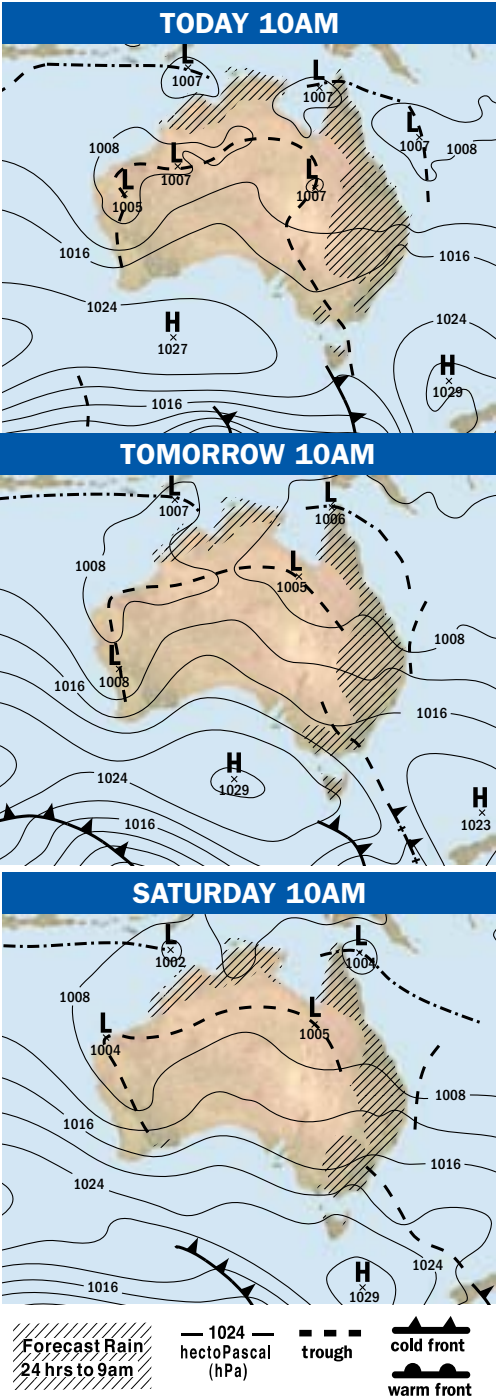 TODAY 10AM
L
1007
L
1007
L
1007
1008
1008
L
1007
L
1005
L
1007
1016
1016
1024
1024
H
1027
H
1029
1016
TOMORROW 10AM
L
1007
L
1006
1008
L
1005
1008
L
1008
1016
1016
1024
H
1029
H
1023
1016
SATURDAY 10AM
L
1002
L
1004
1008
L
1004
L
1005
1008
1016
1016
1024
1024
H
1029
1016
Forecast Rain
24 hrs to 9am
1024
hectoPascal
(hPa)
trough
cold front
warm front